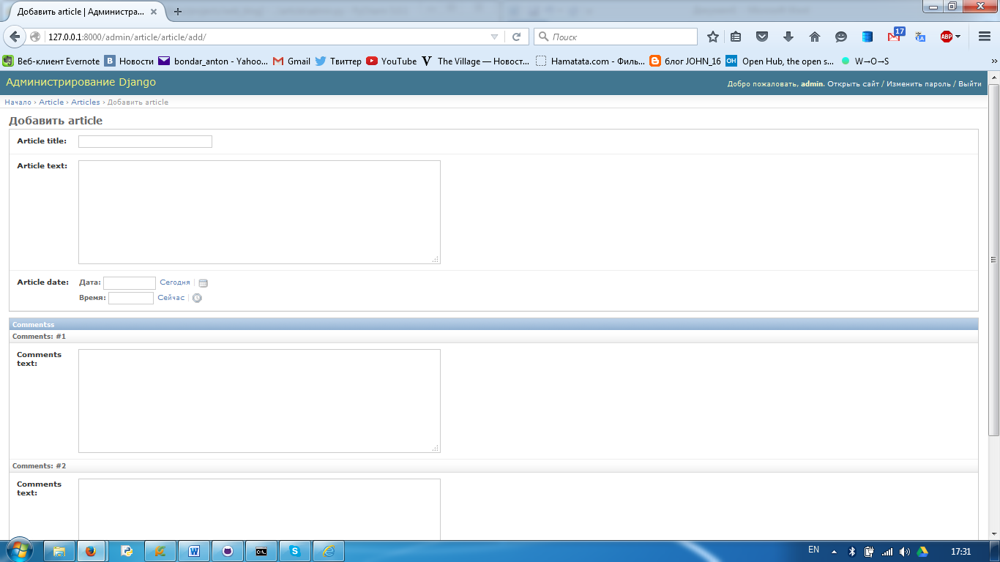 Добавить article | Администра...
127.0.0.1:8000/admin/article/article/add/
Поиск
17
ABP
Веб-клиент Evernote
B Новости
bondar_anton - Yahoo...
Gmail
Твиттер
YouTube
V The Village — Новост...
Hamatata.com - Филь...
блог JOHN_16
OH Open Hub, the open s...
W→O→S
»
Администрирование Django
Добро пожаловать, admin. Открыть сайт / Изменить пароль / Выйти
Начало › Article › Articles › Добавить article
Добавить article
Article title:
Article text:
Article date:
Дата:
Сегодня
Время:
Сейчас
Commentss
Comments: #1
Comments
text:
Comments: #2
Comments
text:
EN
17:31